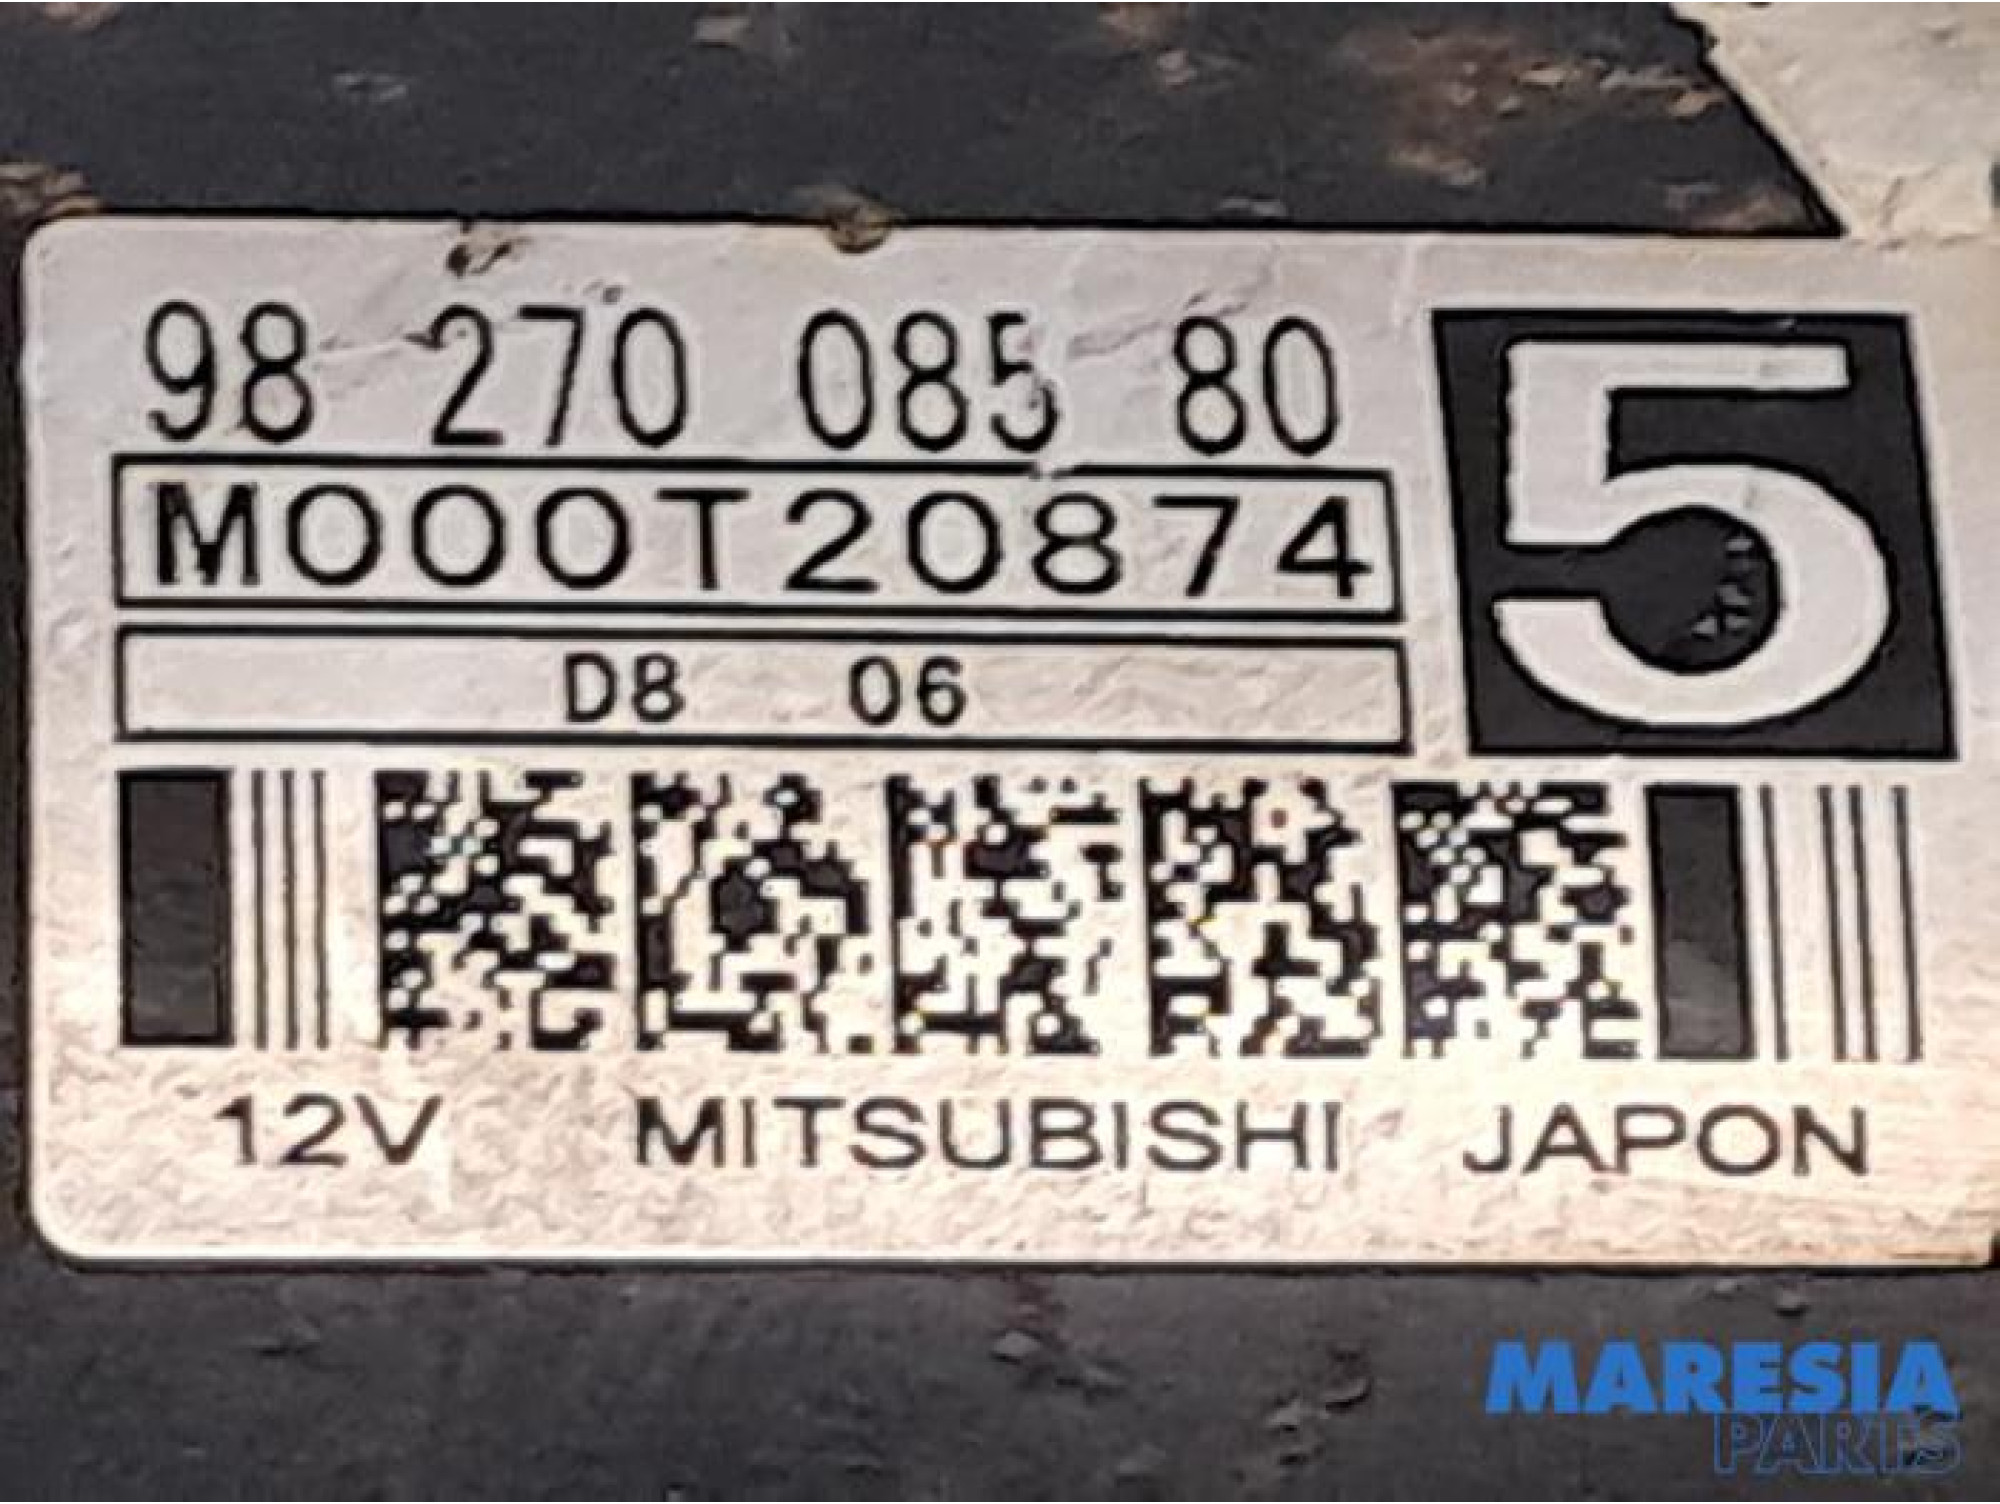 98 270 085 80
5
M000T20874
D8 06
12V MITSUBISHI JAPON
MARESIA
PARTS